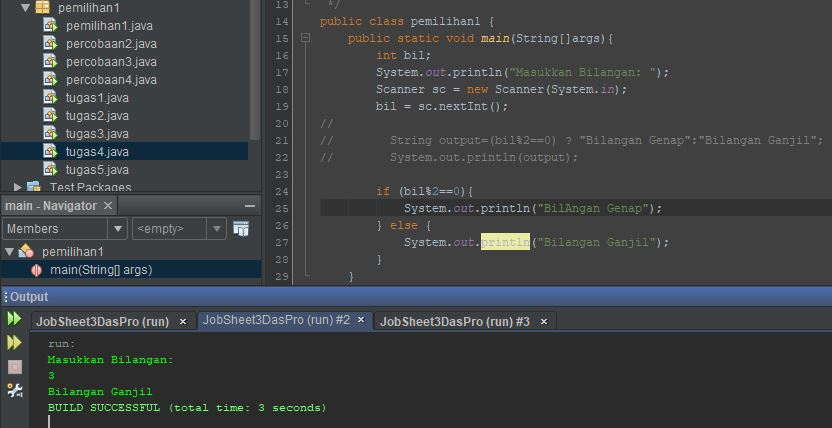 pemilihan1
pemilihan1.java
percobaan2.java
percobaan3.java
percobaan4.java
tugas1.java
tugas2.java
tugas3.java
tugas4.java
tugas5.java
Test Packages
main - Navigator
Members
<empty>
pemilihan1
main(String[] args)
13 */
14 public class pemilihan1 {
15 public static void main(String[]args){
16 int bil;
17 System.out.println("Masukkan Bilangan: ");
18 Scanner sc = new Scanner(System.in);
19 bil = sc.nextInt();
20 //
21 // String output=(bil%2==0) ? "Bilangan Genap":"Bilangan Ganjil";
22 // System.out.println(output);
23
24 if (bil%2==0){
25 System.out.println("BilAngan Genap");
26 } else {
27 System.out.println("Bilangan Ganjil");
28 }
29 }
Output
JobSheet3DasPro (run)
JobSheet3DasPro (run) #2
JobSheet3DasPro (run) #3
run:
Masukkan Bilangan:
3
Bilangan Ganjil
BUILD SUCCESSFUL (total time: 3 seconds)